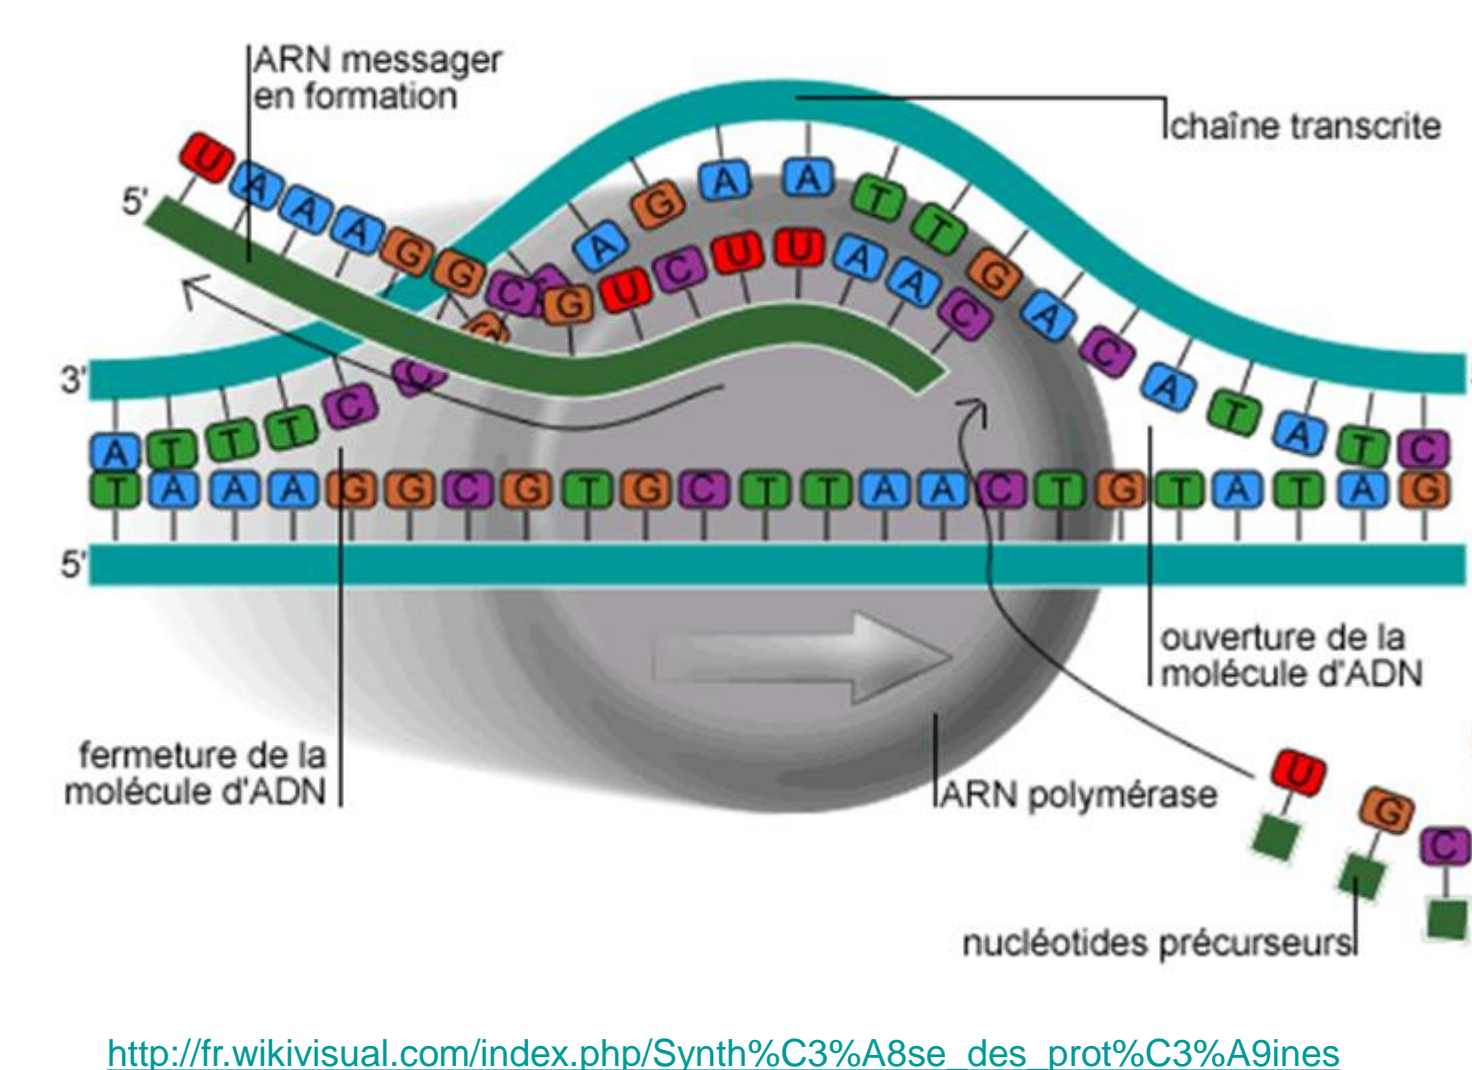 ARN messager
en formation
chaîne transcrite
U A A A G G C G U C U U A A C
5'
A G A A T T G A C A T A T C
3'
A T T T C
T A A A G G C G T G C T T A A C T G T A T A G
5'
ouverture de la
molécule d'ADN
fermeture de la
molécule d'ADN
ARN polymérase
U G C
nucléotides précurseurs
http://fr.wikivisual.com/index.php/Synth%C3%A8se_des_prot%C3%A9ines